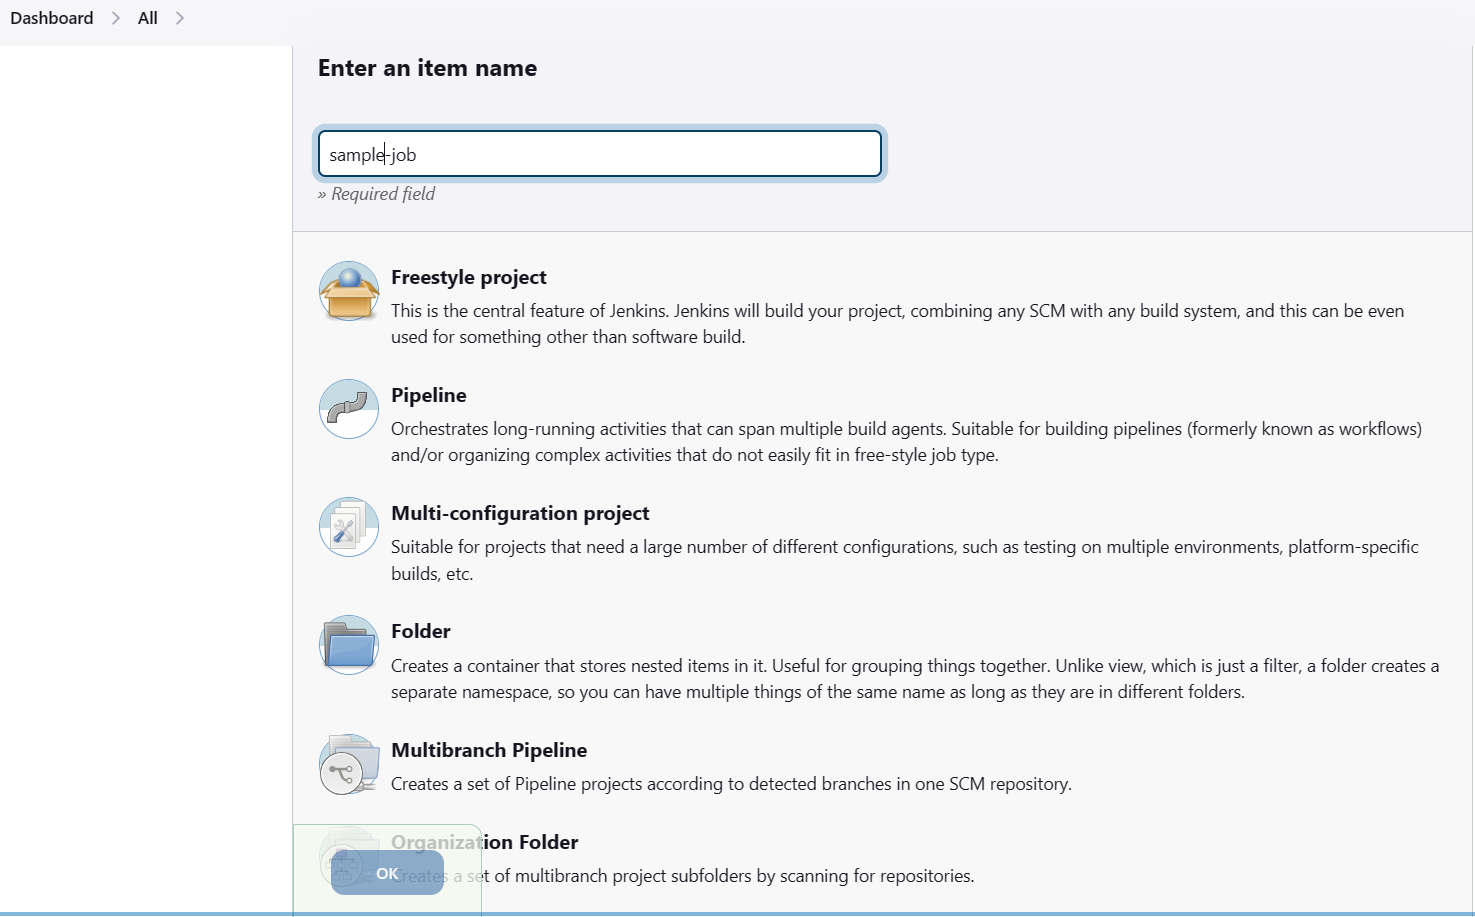 Dashboard > All >
Enter an item name
sample-job
» Required field
Freestyle project
This is the central feature of Jenkins. Jenkins will build your project, combining any SCM with any build system, and this can be even
used for something other than software build.
Pipeline
Orchestrates long-running activities that can span multiple build agents. Suitable for building pipelines (formerly known as workflows)
and/or organizing complex activities that do not easily fit in free-style job type.
Multi-configuration project
Suitable for projects that need a large number of different configurations, such as testing on multiple environments, platform-specific
builds, etc.
Folder
Creates a container that stores nested items in it. Useful for grouping things together. Unlike view, which is just a filter, a folder creates a
separate namespace, so you can have multiple things of the same name as long as they are in different folders.
Multibranch Pipeline
Creates a set of Pipeline projects according to detected branches in one SCM repository.
Organization Folder
Creates a set of multibranch project subfolders by scanning for repositories.
OK